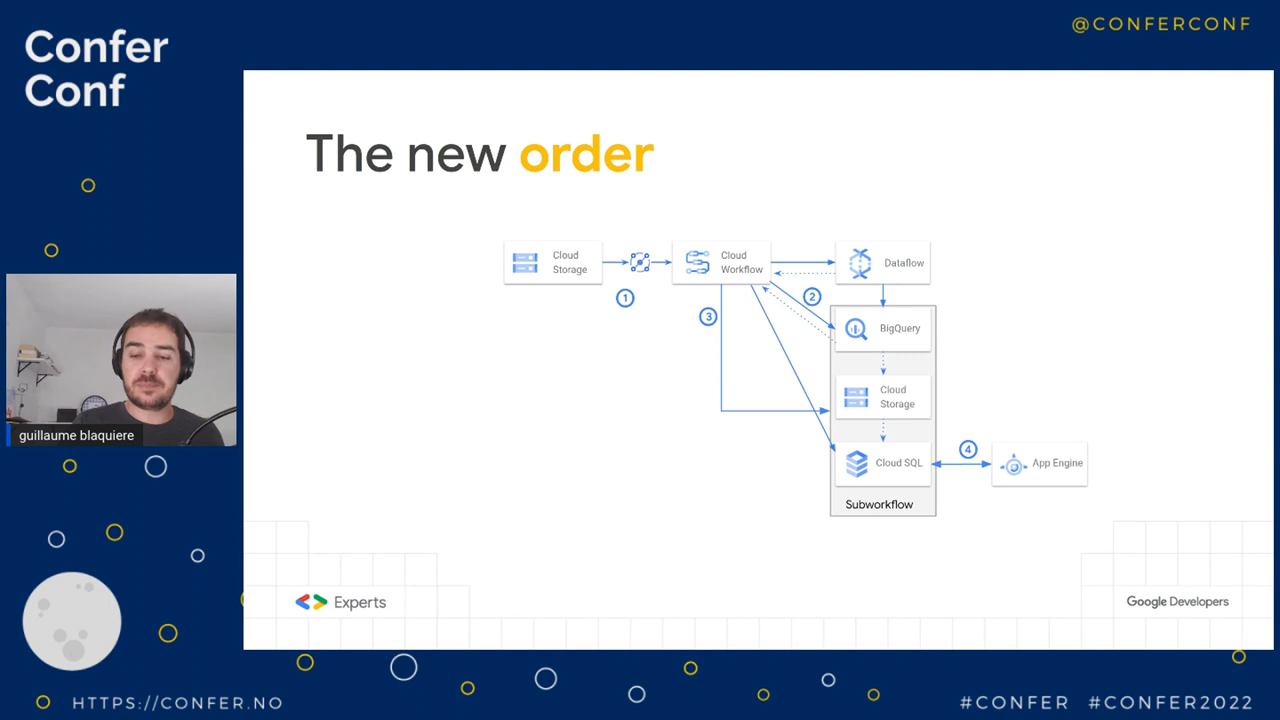 Confer
Conf
@CONFERCONF
The new order
Cloud
Storage
Cloud
Workflow
Dataflow
1
2
3
BigQuery
Cloud
Storage
Cloud SQL
4
App Engine
Subworkflow
guillaume blaquiere
Experts
Google Developers
HTTPS://CONFER.NO
#CONFER #CONFER2022